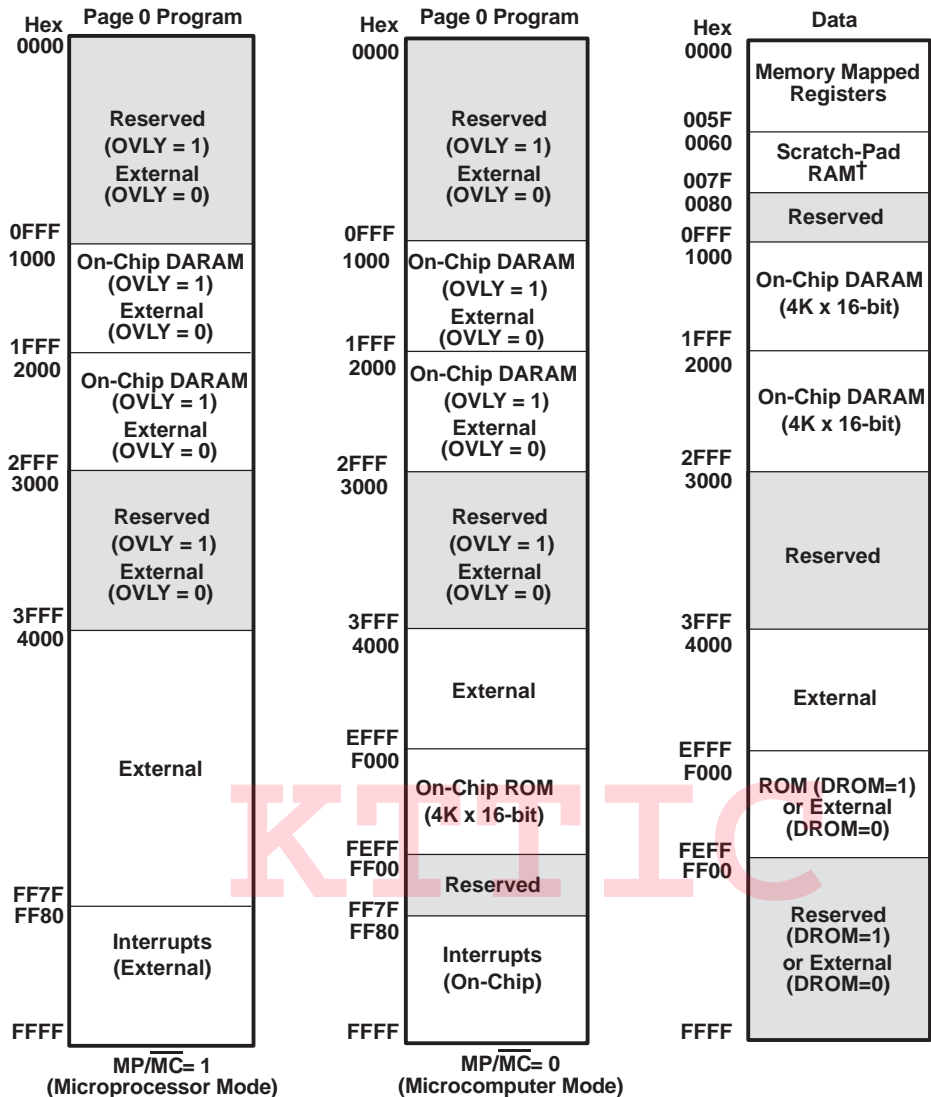 Hex
Page 0 Program
0000
Reserved
(OVLY = 1)
External
(OVLY = 0)
0FFF
1000
On-Chip DARAM
(OVLY = 1)
External
(OVLY = 0)
1FFF
2000
On-Chip DARAM
(OVLY = 1)
External
(OVLY = 0)
2FFF
3000
Reserved
(OVLY = 1)
External
(OVLY = 0)
3FFF
4000
External
FF7F
FF80
Interrupts
(External)
FFFF
MP/MC= 1
(Microprocessor Mode)
Hex
Page 0 Program
0000
Reserved
(OVLY = 1)
External
(OVLY = 0)
0FFF
1000
On-Chip DARAM
(OVLY = 1)
External
(OVLY = 0)
1FFF
2000
On-Chip DARAM
(OVLY = 1)
External
(OVLY = 0)
2FFF
3000
Reserved
(OVLY = 1)
External
(OVLY = 0)
3FFF
4000
External
EFFF
F000
On-Chip ROM
(4K x 16-bit)
FEFF
FF00
Reserved
FF7F
FF80
Interrupts
(On-Chip)
FFFF
MP/MC= 0
(Microcomputer Mode)
Hex
Data
0000
Memory Mapped
Registers
005F
0060
Scratch-Pad
RAM†
007F
0080
Reserved
0FFF
1000
On-Chip DARAM
(4K x 16-bit)
1FFF
2000
On-Chip DARAM
(4K x 16-bit)
2FFF
3000
Reserved
3FFF
4000
External
EFFF
F000
ROM (DROM=1)
or External
(DROM=0)
FEFF
FF00
Reserved
(DROM=1)
or External
(DROM=0)
FFFF
KTTIC